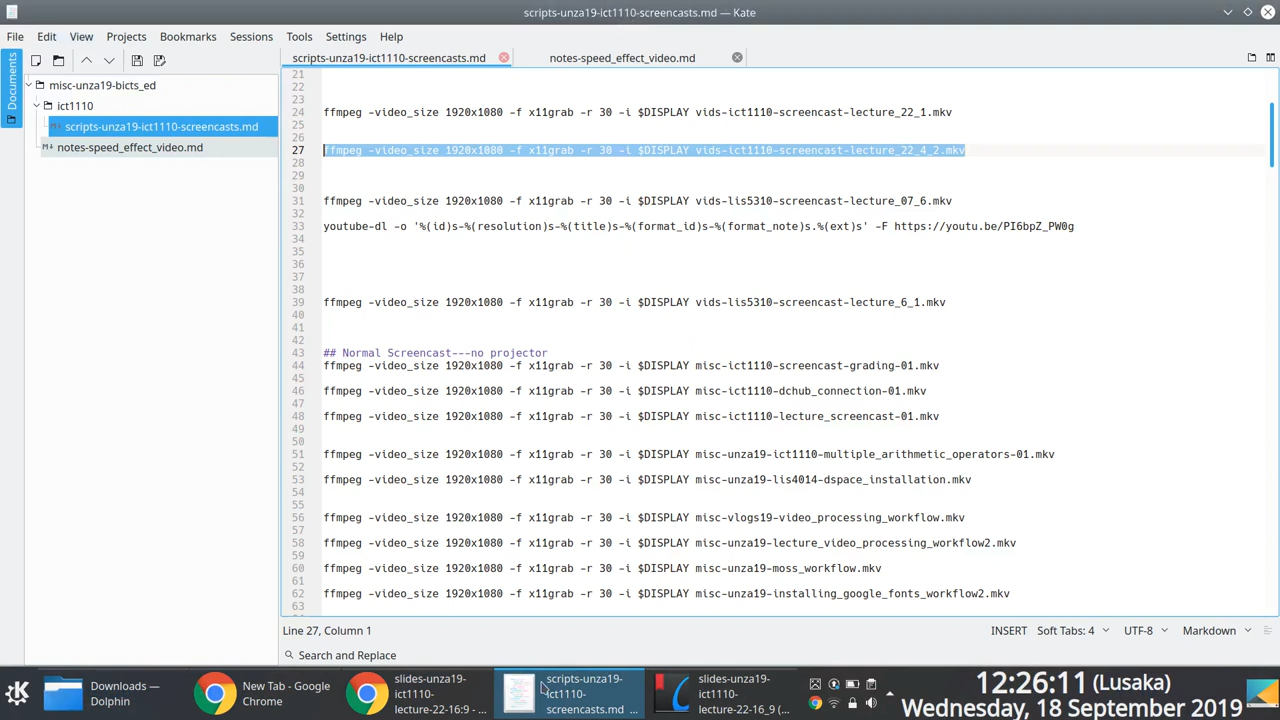 scripts-unza19-ict1110-screencasts.md — Kate
File Edit View Projects Bookmarks Sessions Tools Settings Help
Documents
misc-unza19-bicts_ed
ict1110
scripts-unza19-ict1110-screencasts.md
notes-speed_effect_video.md
scripts-unza19-ict1110-screencasts.md notes-speed_effect_video.md
21
22
23
24 ffmpeg -video_size 1920x1080 -f x11grab -r 30 -i $DISPLAY vids-ict1110-screencast-lecture_22_1.mkv
25
26
27 ffmpeg -video_size 1920x1080 -f x11grab -r 30 -i $DISPLAY vids-ict1110-screencast-lecture_22_4_2.mkv
28
29
30
31 ffmpeg -video_size 1920x1080 -f x11grab -r 30 -i $DISPLAY vids-lis5310-screencast-lecture_07_6.mkv
32
33 youtube-dl -o '%(id)s-%(resolution)s-%(title)s-%(format_id)s-%(format_note)s.%(ext)s' -F https://youtu.be/PI6bpZ_PW0g
34
35
36
37
38
39 ffmpeg -video_size 1920x1080 -f x11grab -r 30 -i $DISPLAY vids-lis5310-screencast-lecture_6_1.mkv
40
41
42
43 ## Normal Screencast---no projector
44 ffmpeg -video_size 1920x1080 -f x11grab -r 30 -i $DISPLAY misc-ict1110-screencast-grading-01.mkv
45
46 ffmpeg -video_size 1920x1080 -f x11grab -r 30 -i $DISPLAY misc-ict1110-dchub_connection-01.mkv
47
48 ffmpeg -video_size 1920x1080 -f x11grab -r 30 -i $DISPLAY misc-ict1110-lecture_screencast-01.mkv
49
50
51 ffmpeg -video_size 1920x1080 -f x11grab -r 30 -i $DISPLAY misc-unza19-ict1110-multiple_arithmetic_operators-01.mkv
52
53 ffmpeg -video_size 1920x1080 -f x11grab -r 30 -i $DISPLAY misc-unza19-lis4014-dspace_installation.mkv
54
55
56 ffmpeg -video_size 1920x1080 -f x11grab -r 30 -i $DISPLAY misc-vlogs19-video_processing_workflow.mkv
57
58 ffmpeg -video_size 1920x1080 -f x11grab -r 30 -i $DISPLAY misc-unza19-lecture_video_processing_workflow2.mkv
59
60 ffmpeg -video_size 1920x1080 -f x11grab -r 30 -i $DISPLAY misc-unza19-moss_workflow.mkv
61
62 ffmpeg -video_size 1920x1080 -f x11grab -r 30 -i $DISPLAY misc-unza19-installing_google_fonts_workflow2.mkv
63
Line 27, Column 1 INSERT Soft Tabs: 4 UTF-8 Markdown
Search and Replace
Downloads —
Dolphin
New Tab - Google
Chrome
slides-unza19-
ict1110-
lecture-22-16:9 - ...
scripts-unza19-
ict1110-
screencasts.md ...
slides-unza19-
ict1110-
lecture-22-16_9 (...
12:26:11 (Lusaka)
Wednesday, 18 September 2019